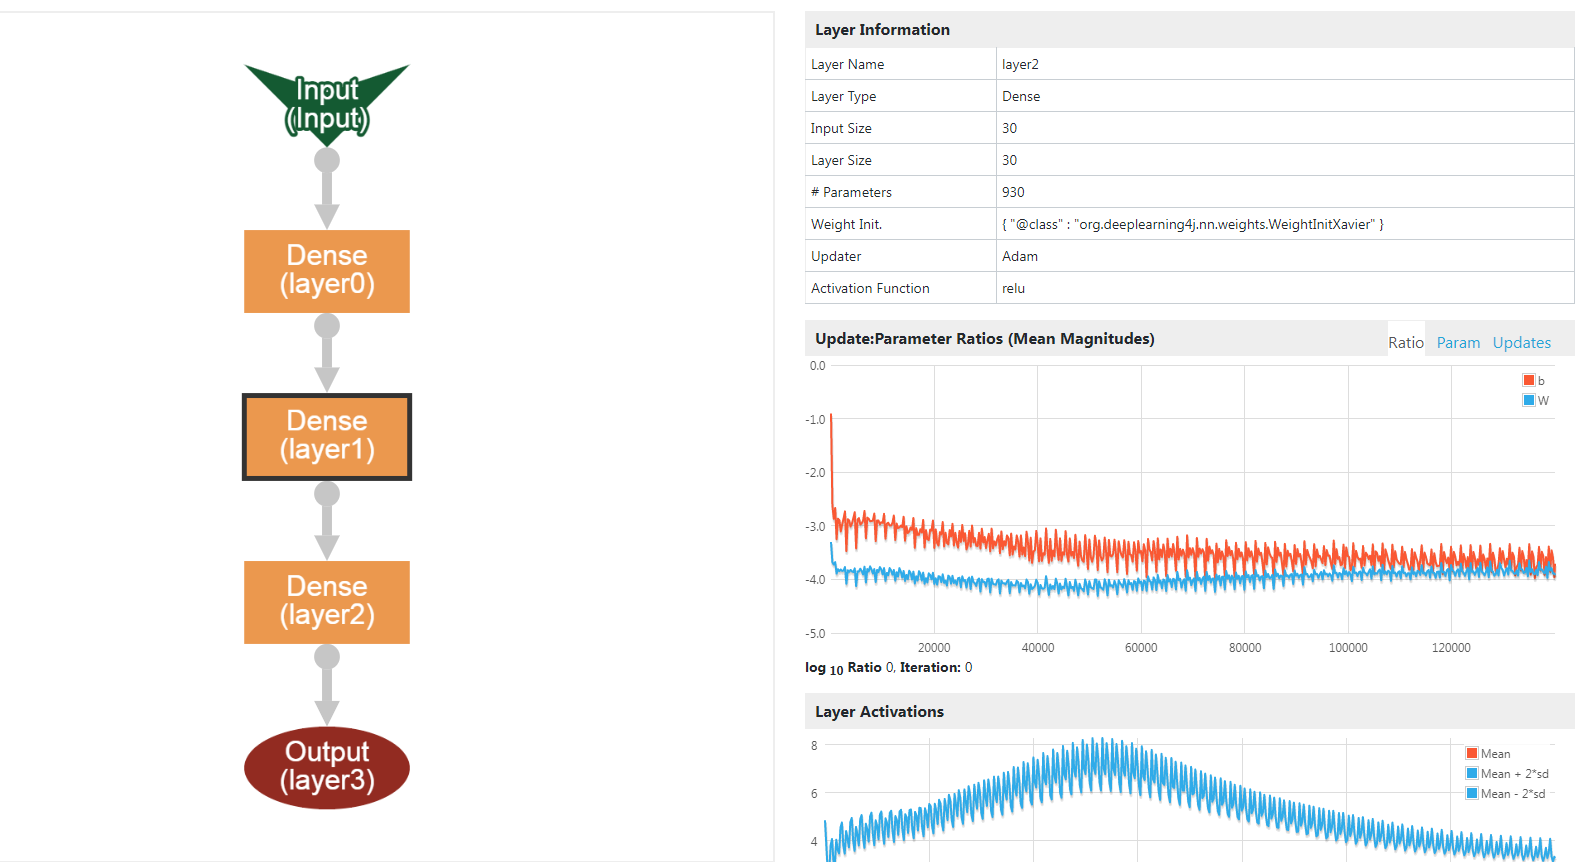 Input
(Input)
Dense
(layer0)
Dense
(layer1)
Dense
(layer2)
Output
(layer3)
Layer Information
Layer Name layer2
Layer Type Dense
Input Size 30
Layer Size 30
# Parameters 930
Weight Init. { "@class" : "org.deeplearning4j.nn.weights.WeightInitXavier" }
Updater Adam
Activation Function relu
Update:Parameter Ratios (Mean Magnitudes) Ratio Param Updates
0.0
-1.0
-2.0
-3.0
-4.0
-5.0
b
W
20000 40000 60000 80000 100000 120000
log 10 Ratio 0, Iteration: 0
Layer Activations
8
6
4
Mean
Mean + 2*sd
Mean - 2*sd